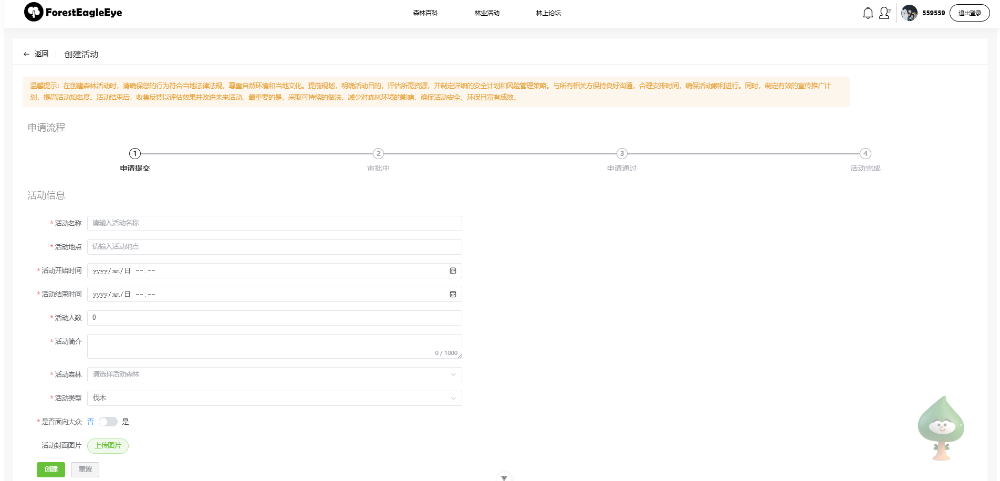 ForestEagleEye
森林百科
林业活动
林上论坛
559559
退出登录
返回
创建活动
温馨提示：在创建森林活动时，请确保您的行为符合当地法律法规，尊重自然环境和当地文化。提前规划，明确活动目的，评估所需资源，并制定详细的安全计划和风险管理策略。与所有相关方保持良好沟通，合理安排时间，确保活动顺利进行。同时，制定有效的宣传推广计
划，提高活动知名度。活动结束后，收集反馈以评估效果并改进未来活动。最重要的是，采取可持续的做法，减少对森林环境的影响，确保活动安全、环保且富有成效。
申请流程
1
2
3
4
申请提交
审批中
申请通过
活动完成
活动信息
* 活动名称 请输入活动名称
* 活动地点 请输入活动地点
* 活动开始时间 yyyy/mm/日 --:--
* 活动结束时间 yyyy/mm/日 --:--
* 活动人数 0
* 活动简介
0 / 1000
* 活动森林 请选择活动森林
* 活动类型 伐木
* 是否面向大众 否 是
活动封面图片 上传图片
创建 重置